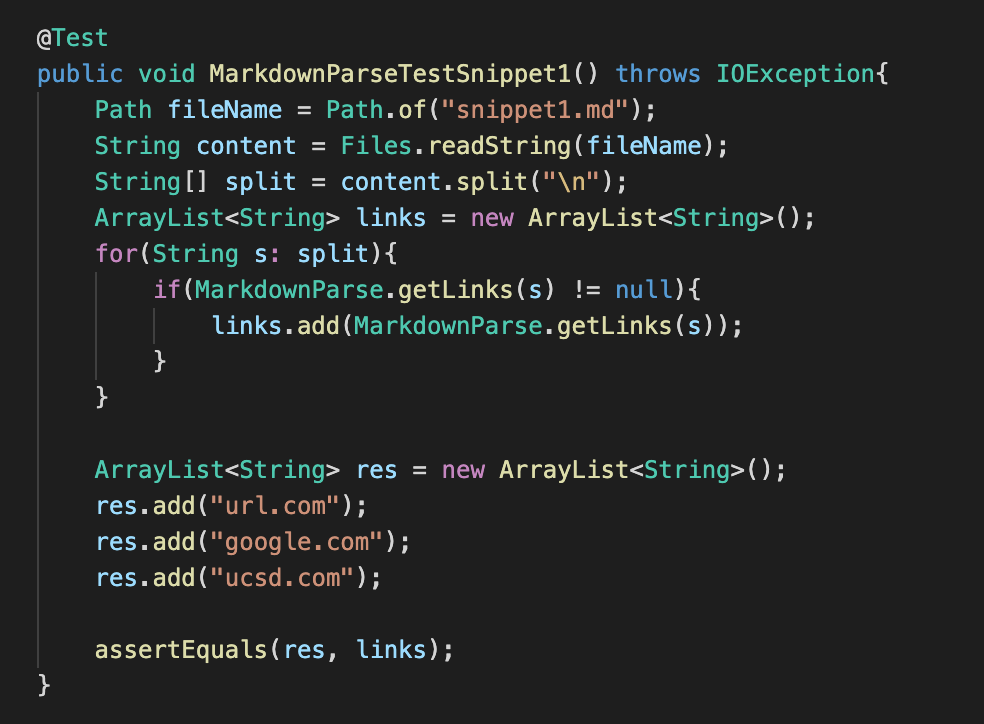 @Test
public void MarkdownParseTestSnippet1() throws IOException{
    Path fileName = Path.of("snippet1.md");
    String content = Files.readString(fileName);
    String[] split = content.split("\n");
    ArrayList<String> links = new ArrayList<String>();
    for(String s: split){
        if(MarkdownParse.getLinks(s) != null){
            links.add(MarkdownParse.getLinks(s));
        }
    }

    ArrayList<String> res = new ArrayList<String>();
    res.add("url.com");
    res.add("google.com");
    res.add("ucsd.com");

    assertEquals(res, links);
}